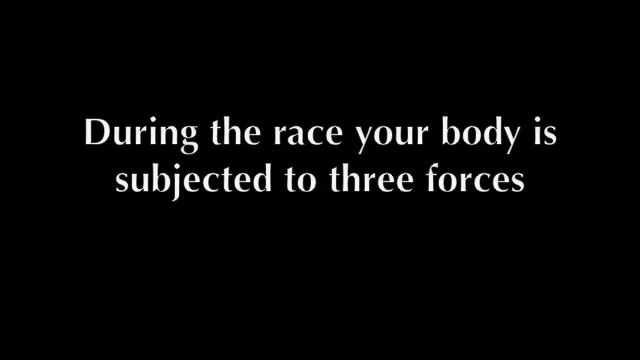 During the race your body is
subjected to three forces